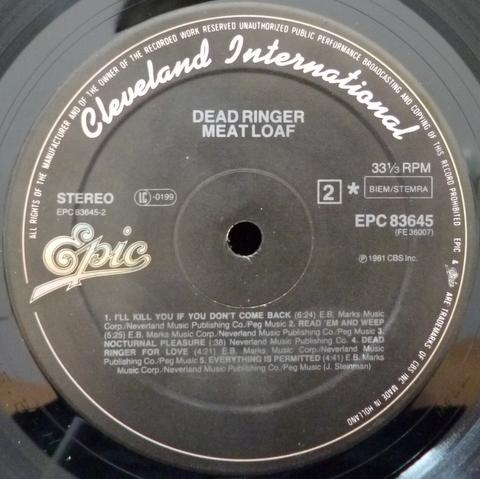 ALL RIGHTS OF THE MANUFACTURER AND OF THE OWNER OF THE RECORDED WORK RESERVED UNAUTHORIZED PUBLIC PERFORMANCE BROADCASTING AND COPYING OF THIS RECORD PROHIBITED EPIC & Epic ARE TRADEMARKS OF CBS INC MADE IN HOLLAND
Cleveland International
DEAD RINGER
MEAT LOAF
33⅓ RPM
STEREO
LC-0199
2 * BIEM/STEMRA
EPC 83645-2
EPC 83645
(FE 36007)
Epic
℗ 1981 CBS Inc.
1. I'LL KILL YOU IF YOU DON'T COME BACK (6:24) E.B. Marks Music
Corp./Neverland Music Publishing Co./Peg Music 2. READ 'EM AND WEEP
(5:25) E.B. Marks Music Corp./Neverland Music Publishing Co./Peg Music 3.
NOCTURNAL PLEASURE (:38) Neverland Music Publishing Co. 4. DEAD
RINGER FOR LOVE (4:21) E.B. Marks Music Corp./Neverland Music Publishing
Co./Peg Music 5. EVERYTHING IS PERMITTED (4:41) E.B. Marks
Music Corp./Neverland Music Publishing Co./Peg Music (J. Steinman)